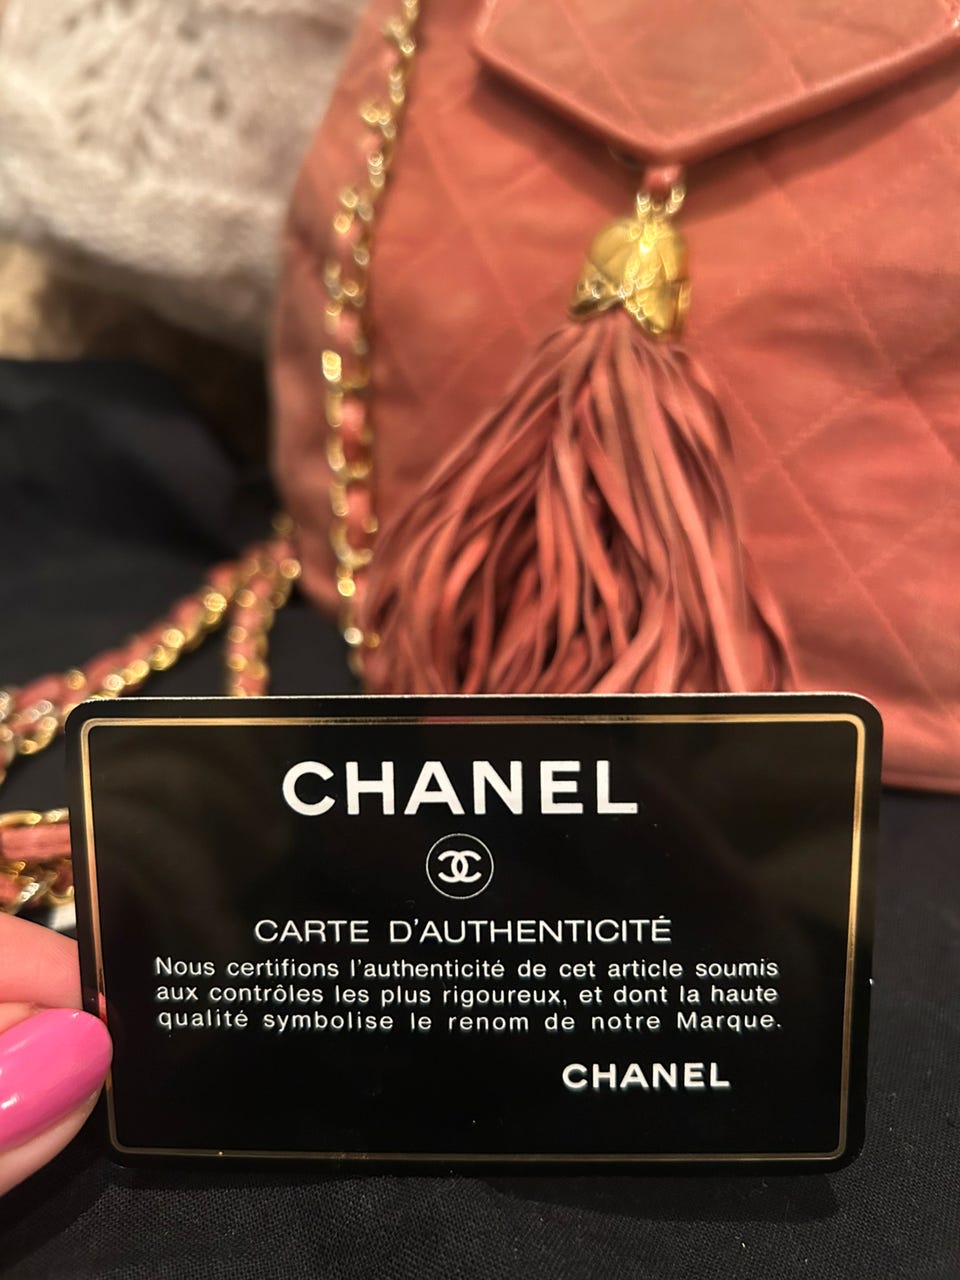 CHANEL
CARTE D'AUTHENTICITÉ
Nous certifions l'authenticité de cet article soumis
aux contrôles les plus rigoureux, et dont la haute
qualité symbolise le renom de notre Marque.
CHANEL